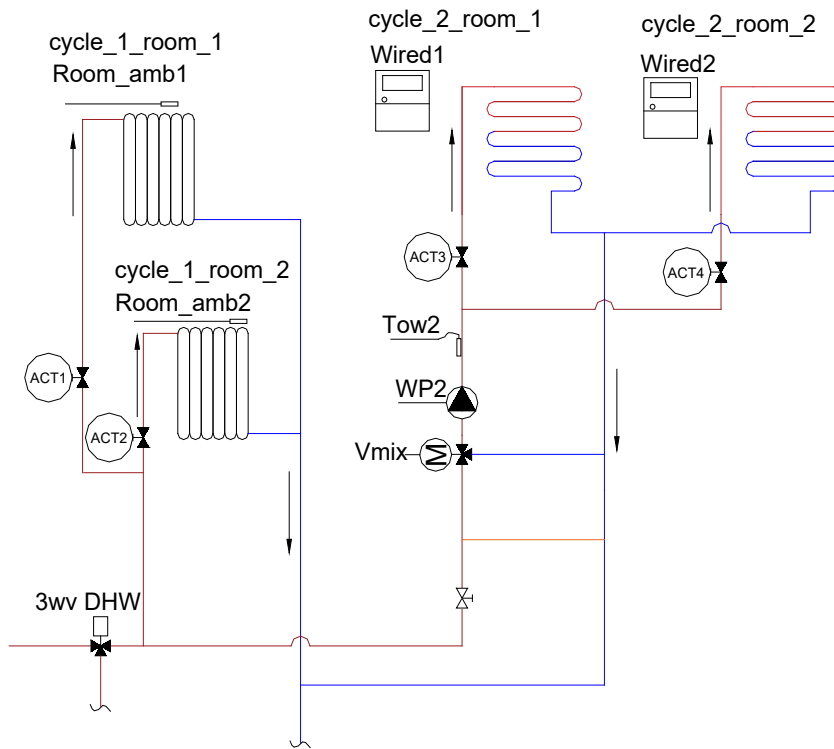 cycle_1_room_1
Room_amb1
cycle_2_room_1
Wired1
cycle_2_room_2
Wired2
ACT3
ACT4
cycle_1_room_2
Room_amb2
Tow2
ACT1
WP2
ACT2
Vmix
M
3wv DHW